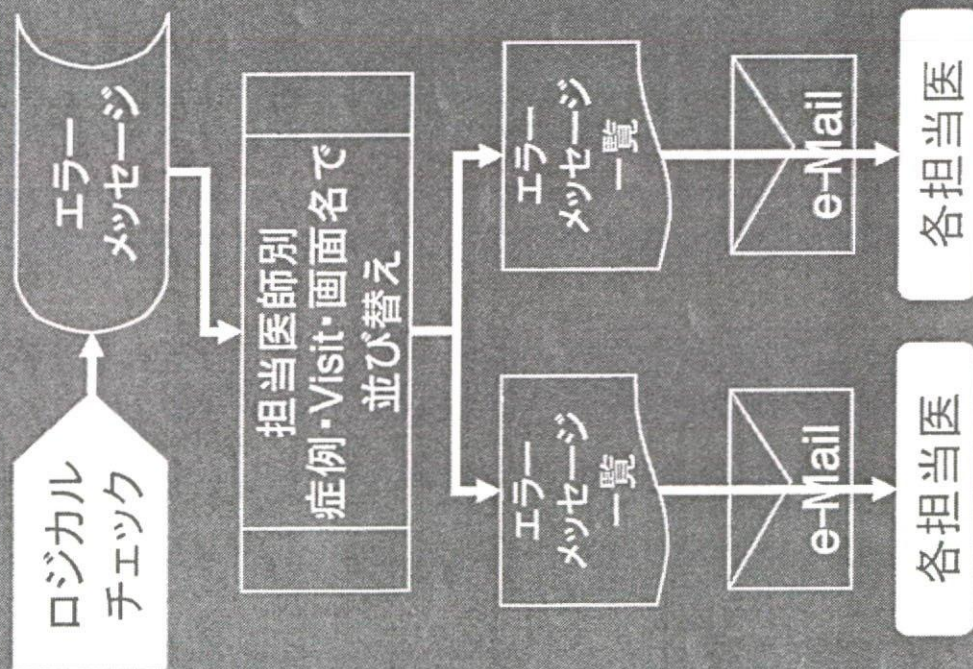 ロジカル
チェック
エラー
メッセージ
担当医師別
症例・Visit・画面名で
並び替え
エラー
メッセージ
一覧
エラー
メッセージ
一覧
e-Mail
e-Mail
各担当医
各担当医